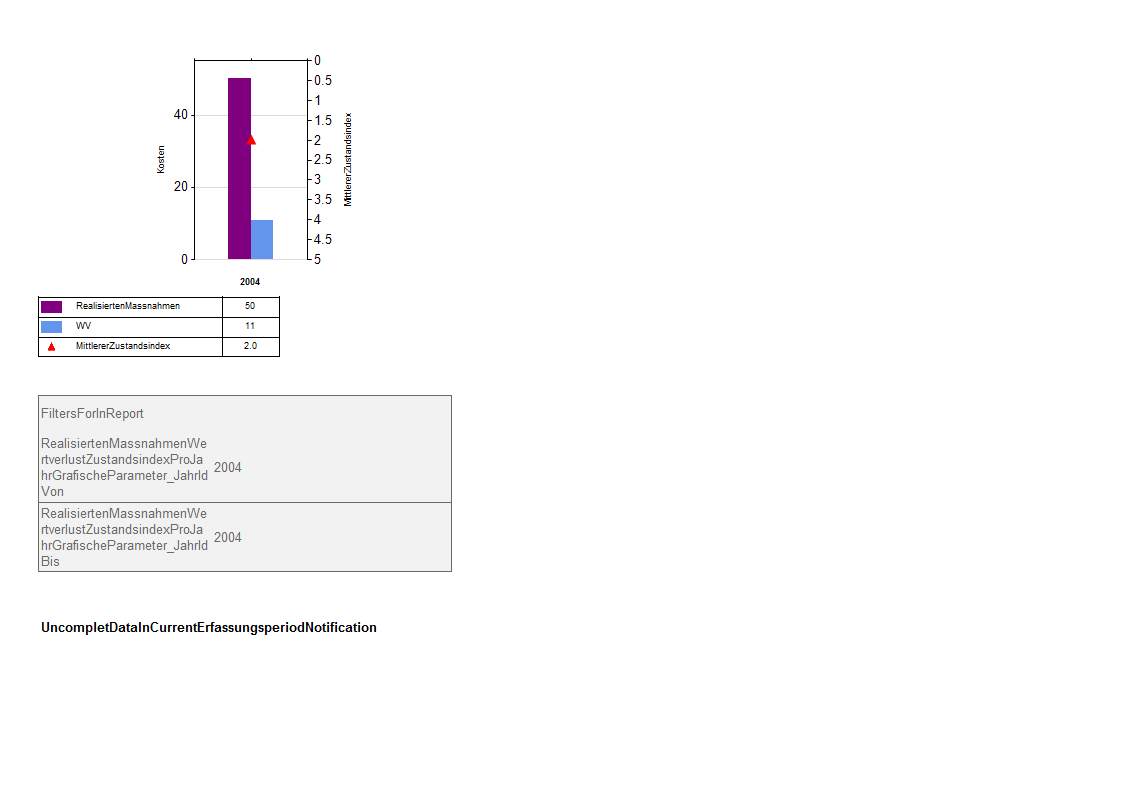 0
0.5
1
1.5
2
2.5
3
3.5
4
4.5
5
40
20
0
Kosten
MittlererZustandsindex
2004
RealisiertenMassnahmen 50
WV 11
MittlererZustandsindex 2.0
FiltersForInReport
RealisiertenMassnahmenWe
rtverlustZustandsindexProJa
hrGrafischeParameter_JahrId
Von
2004
RealisiertenMassnahmenWe
rtverlustZustandsindexProJa
hrGrafischeParameter_JahrId
Bis
2004
UncompletDataInCurrentErfassungsperiodNotification